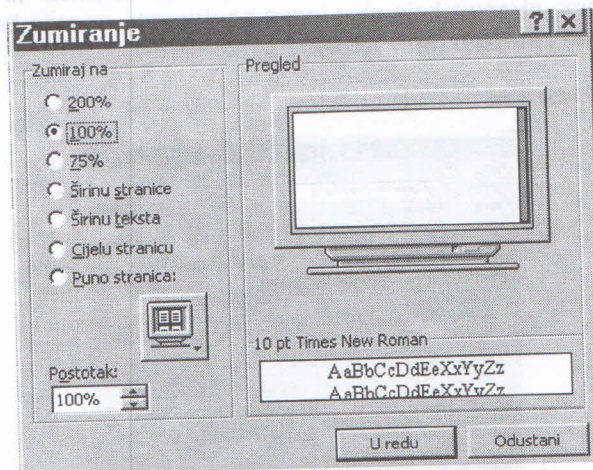 Zumiranje
Zumiraj na
200%
100%
75%
Širinu stranice
Širinu teksta
Cijelu stranicu
Puno stranica:
Postotak:
100%
Pregled
10 pt Times New Roman
AaBbCcDdEeXxYyZz
AaBbCcDdEeXxYyZz
U redu
Odustani